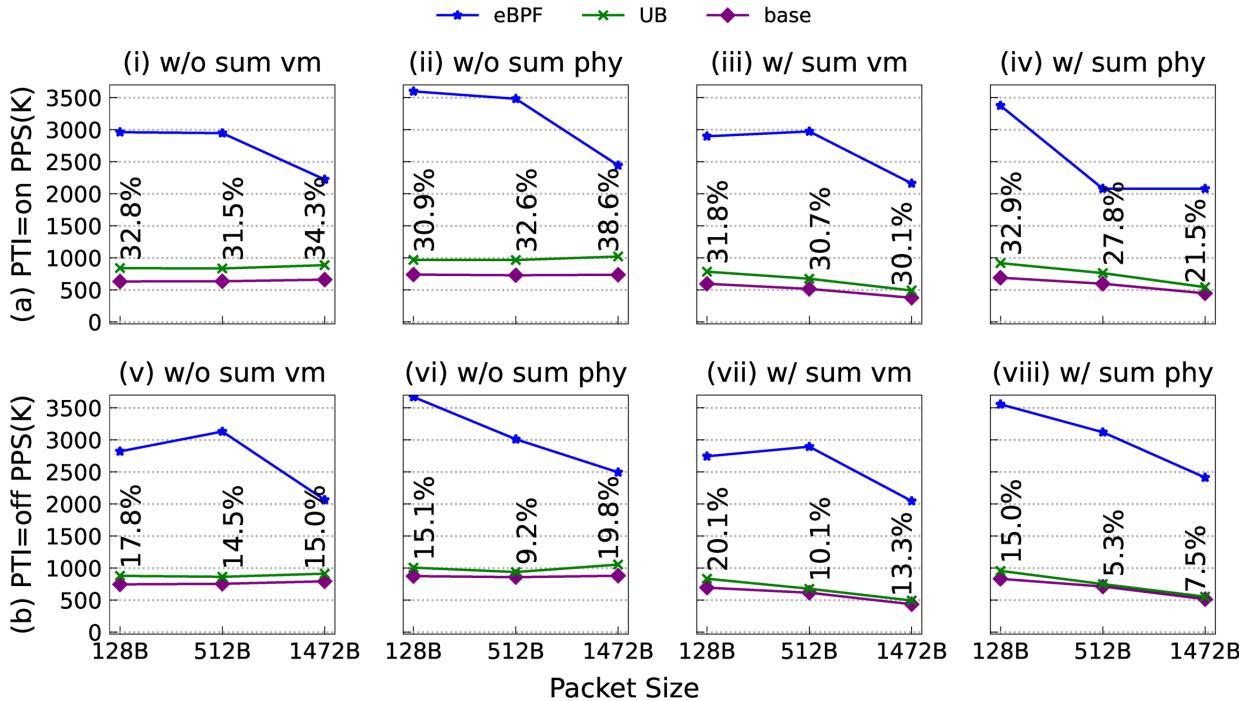 eBPF UB base
(i) w/o sum vm
(ii) w/o sum phy
(iii) w/ sum vm
(iv) w/ sum phy
(a) PTI=on PPS(K)
3500
3000
2500
2000
1500
1000
500
0
32.8%
31.5%
34.3%
30.9%
32.6%
38.6%
31.8%
30.7%
30.1%
32.9%
27.8%
21.5%
(v) w/o sum vm
(vi) w/o sum phy
(vii) w/ sum vm
(viii) w/ sum phy
(b) PTI=off PPS(K)
3500
3000
2500
2000
1500
1000
500
0
17.8%
14.5%
15.0%
15.1%
9.2%
19.8%
20.1%
10.1%
13.3%
15.0%
5.3%
7.5%
128B 512B 1472B
128B 512B 1472B
128B 512B 1472B
128B 512B 1472B
Packet Size